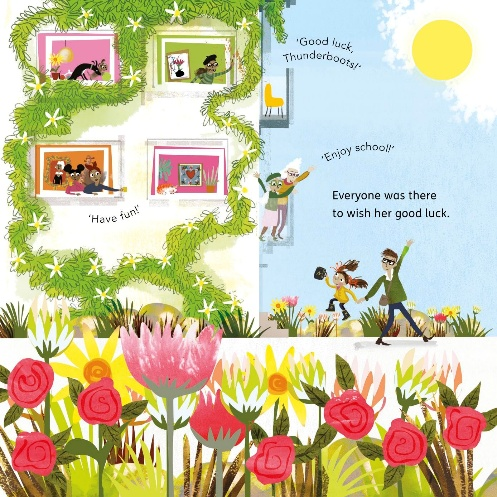 'Good luck,
Thunderboots!'
'Enjoy school!'
Everyone was there
to wish her good luck.
'Have fun!'